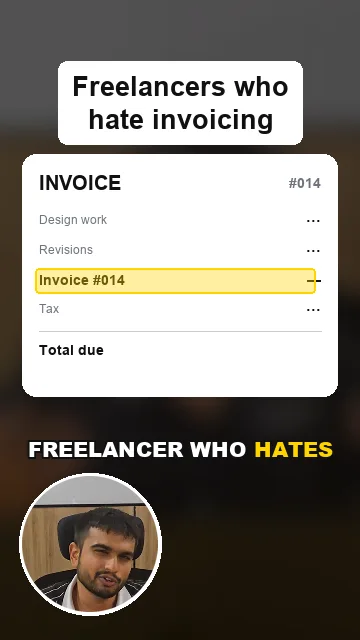 Freelancers who
hate invoicing
INVOICE #014
Design work ...
Revisions ...
Invoice #014 —
Tax ...
Total due
FREELANCER WHO HATES